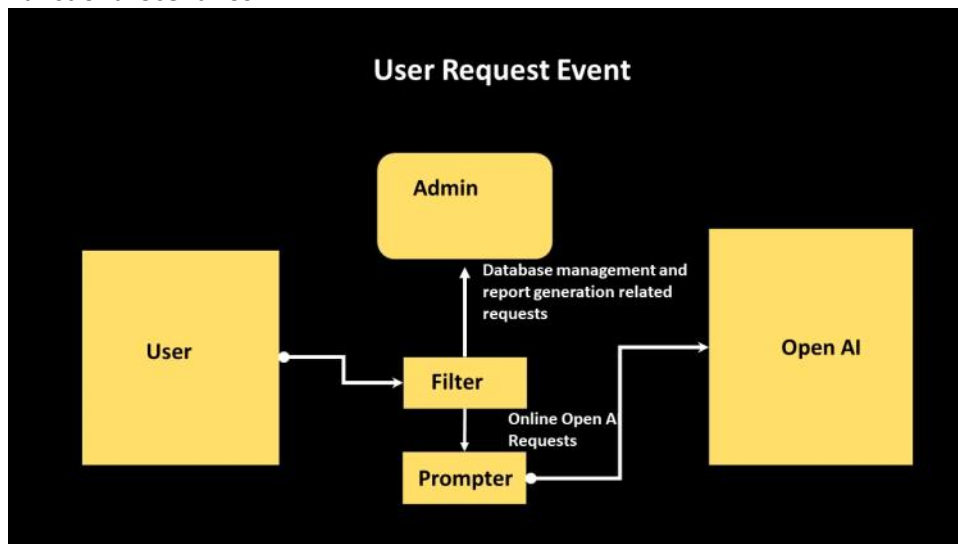 User Request Event
Admin
Database management and
report generation related
requests
User
Open AI
Filter
Online Open AI
Requests
Prompter